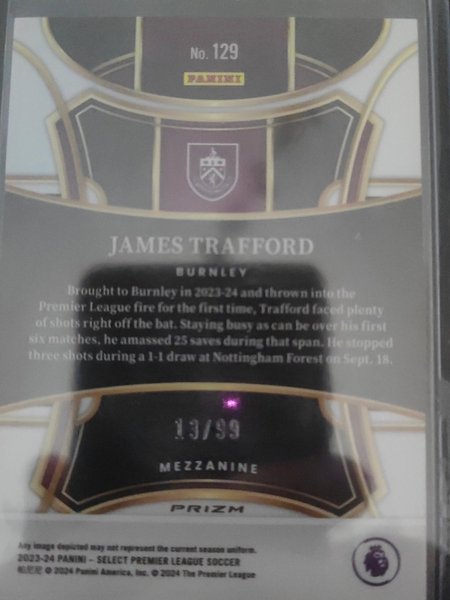 No. 129
PANINI
JAMES TRAFFORD
BURNLEY
Brought to Burnley in 2023-24 and thrown into the
Premier League fire for the first time, Trafford faced plenty
of shots right off the bat. Staying busy as can be over his first
six matches, he amassed 25 saves during that span. He stopped
three shots during a 1-1 draw at Nottingham Forest on Sept. 18.
13/99
MEZZANINE
PRIZM
Any image depicted may not represent the current season uniform.
2023-24 PANINI – SELECT PREMIER LEAGUE SOCCER
帕尼尼 © 2024 Panini America, Inc. © 2024 The Premier League